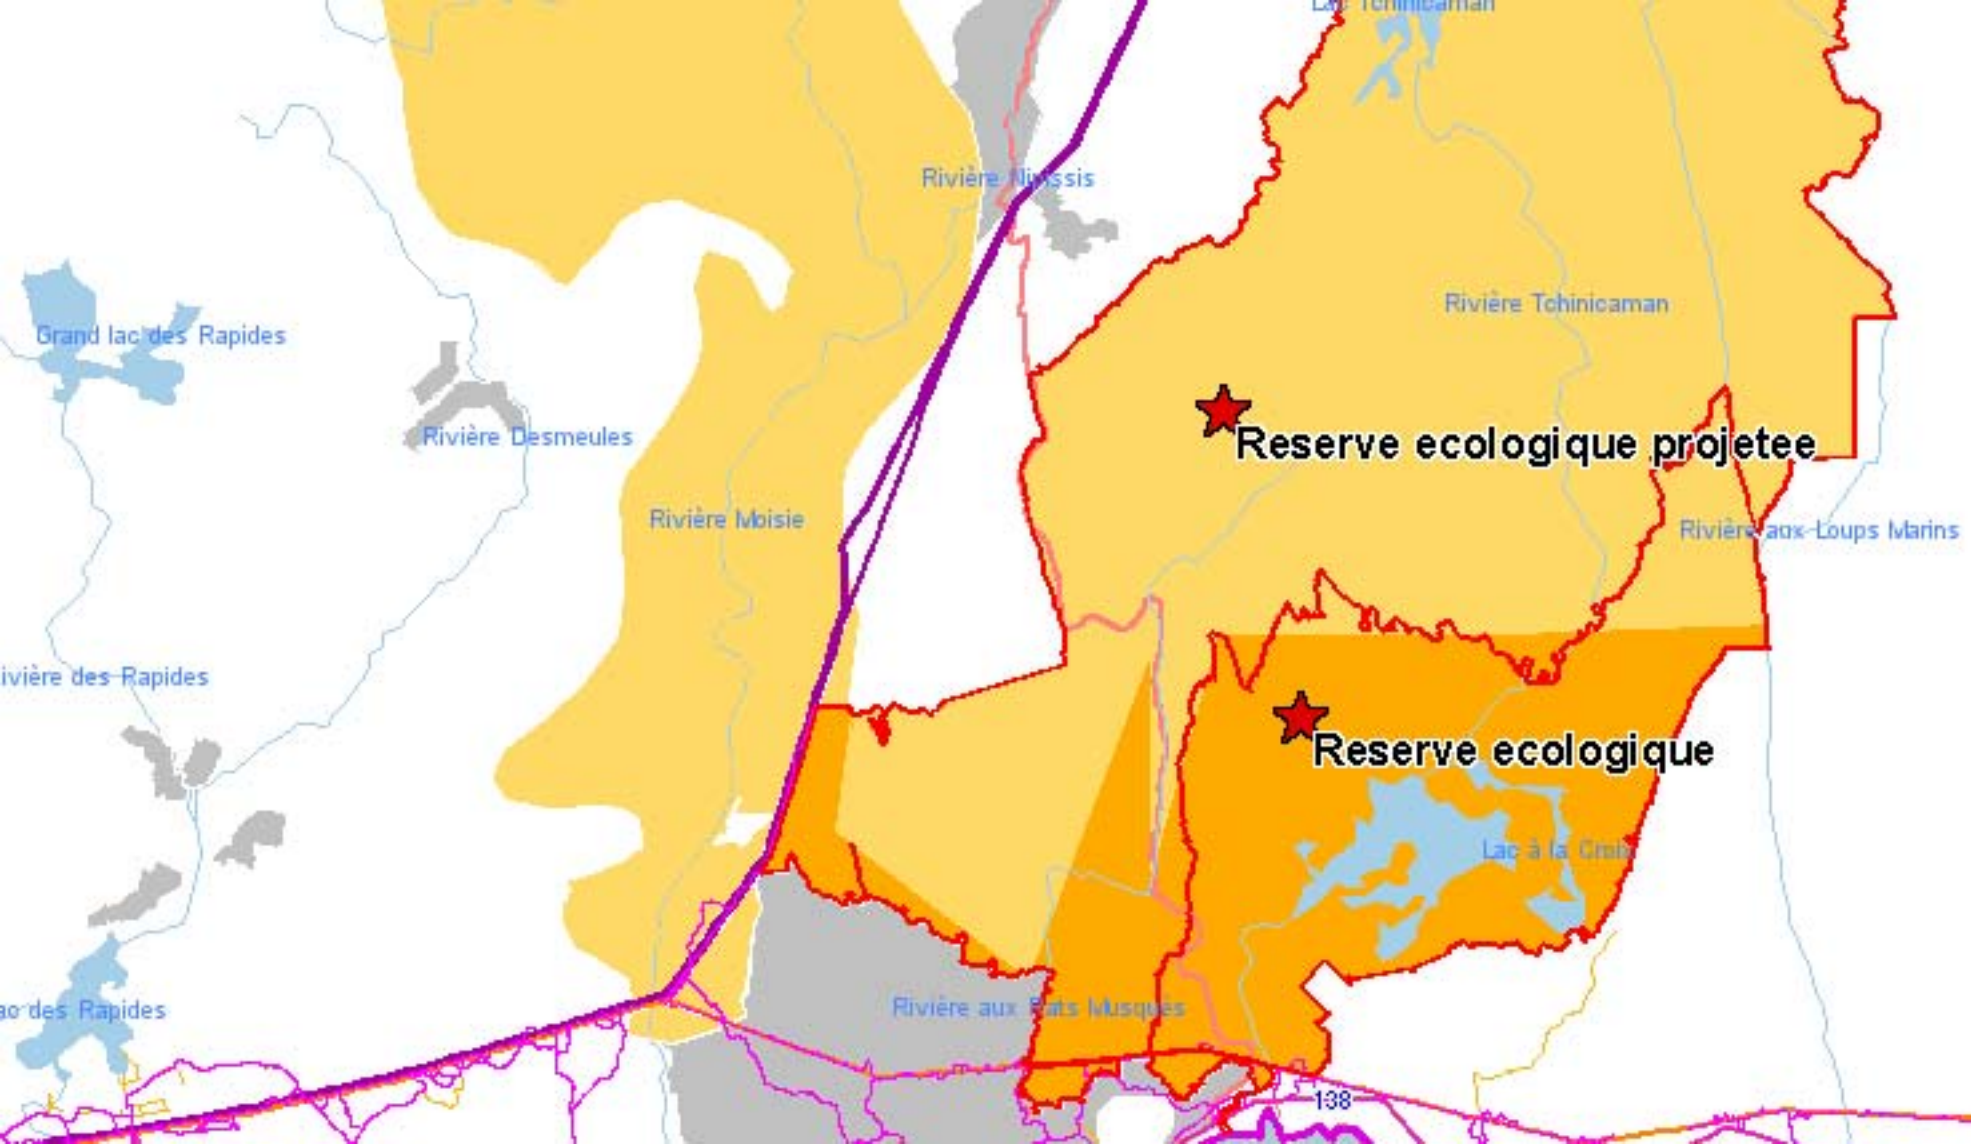 Lac Tchinicaman
Rivière Nipissis
Rivière Tchinicaman
Grand lac des Rapides
Rivière Desmeules
Reserve ecologique projetee
Rivière Moisie
Rivière aux Loups Marins
ivière des Rapides
Reserve ecologique
Lac à la Croix
Rivière aux Rats Musqués
ac des Rapides
138